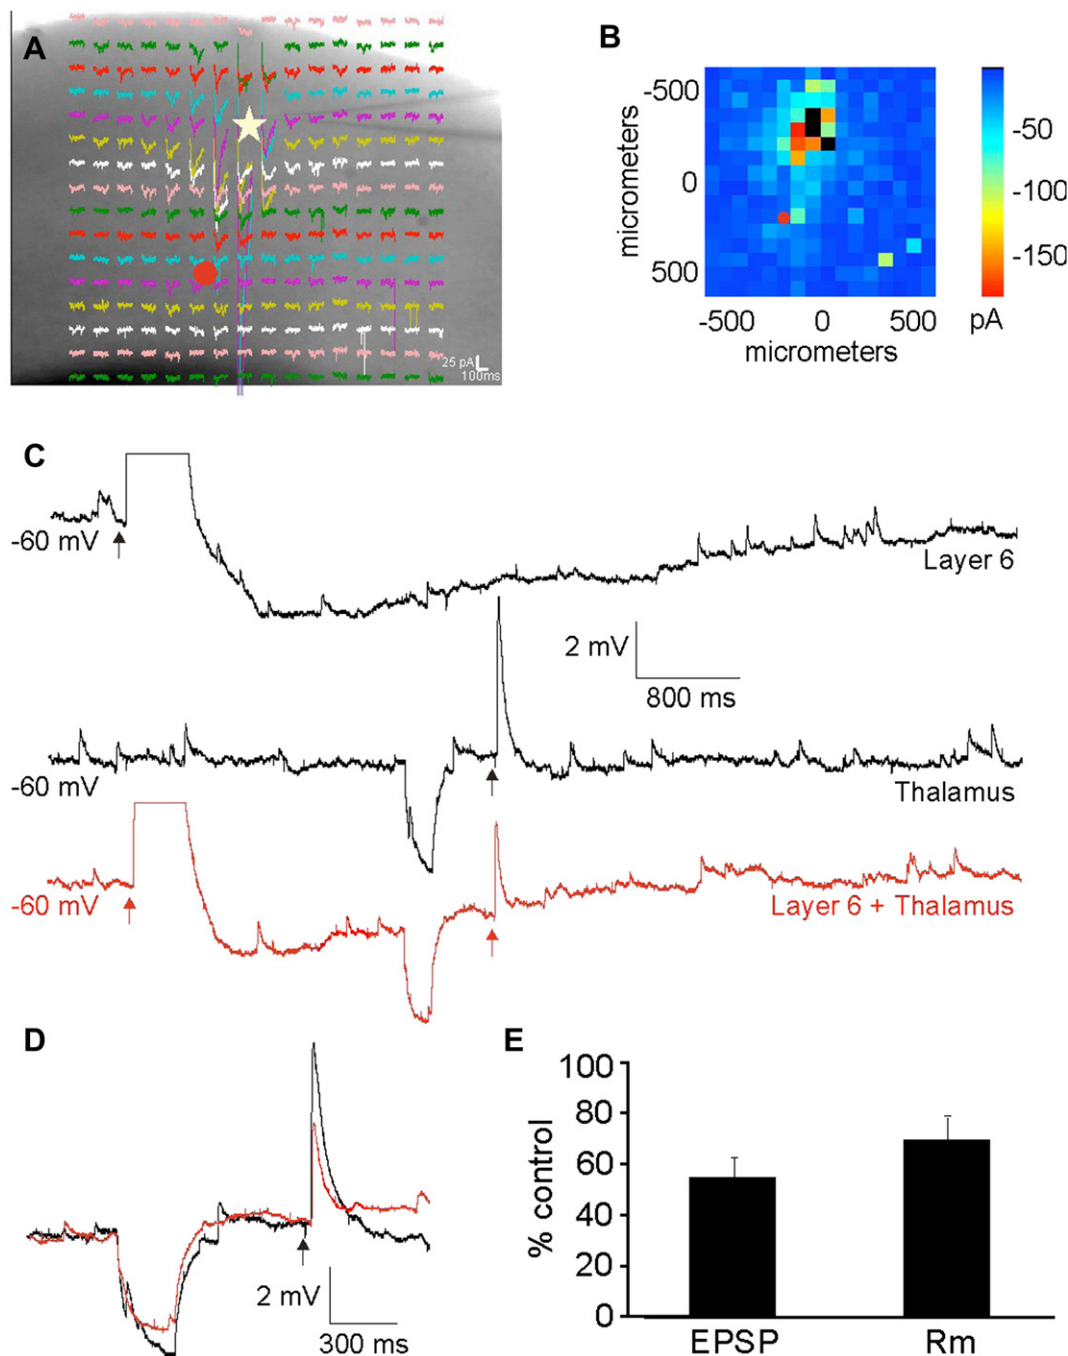 A
25 pA
100ms
B
-500
0
500
micrometers
-500
0
500
micrometers
-50
-100
-150
pA
C
-60 mV
Layer 6
2 mV
800 ms
-60 mV
Thalamus
-60 mV
Layer 6 + Thalamus
D
2 mV
300 ms
E
% control
100
80
60
40
20
0
EPSP
Rm